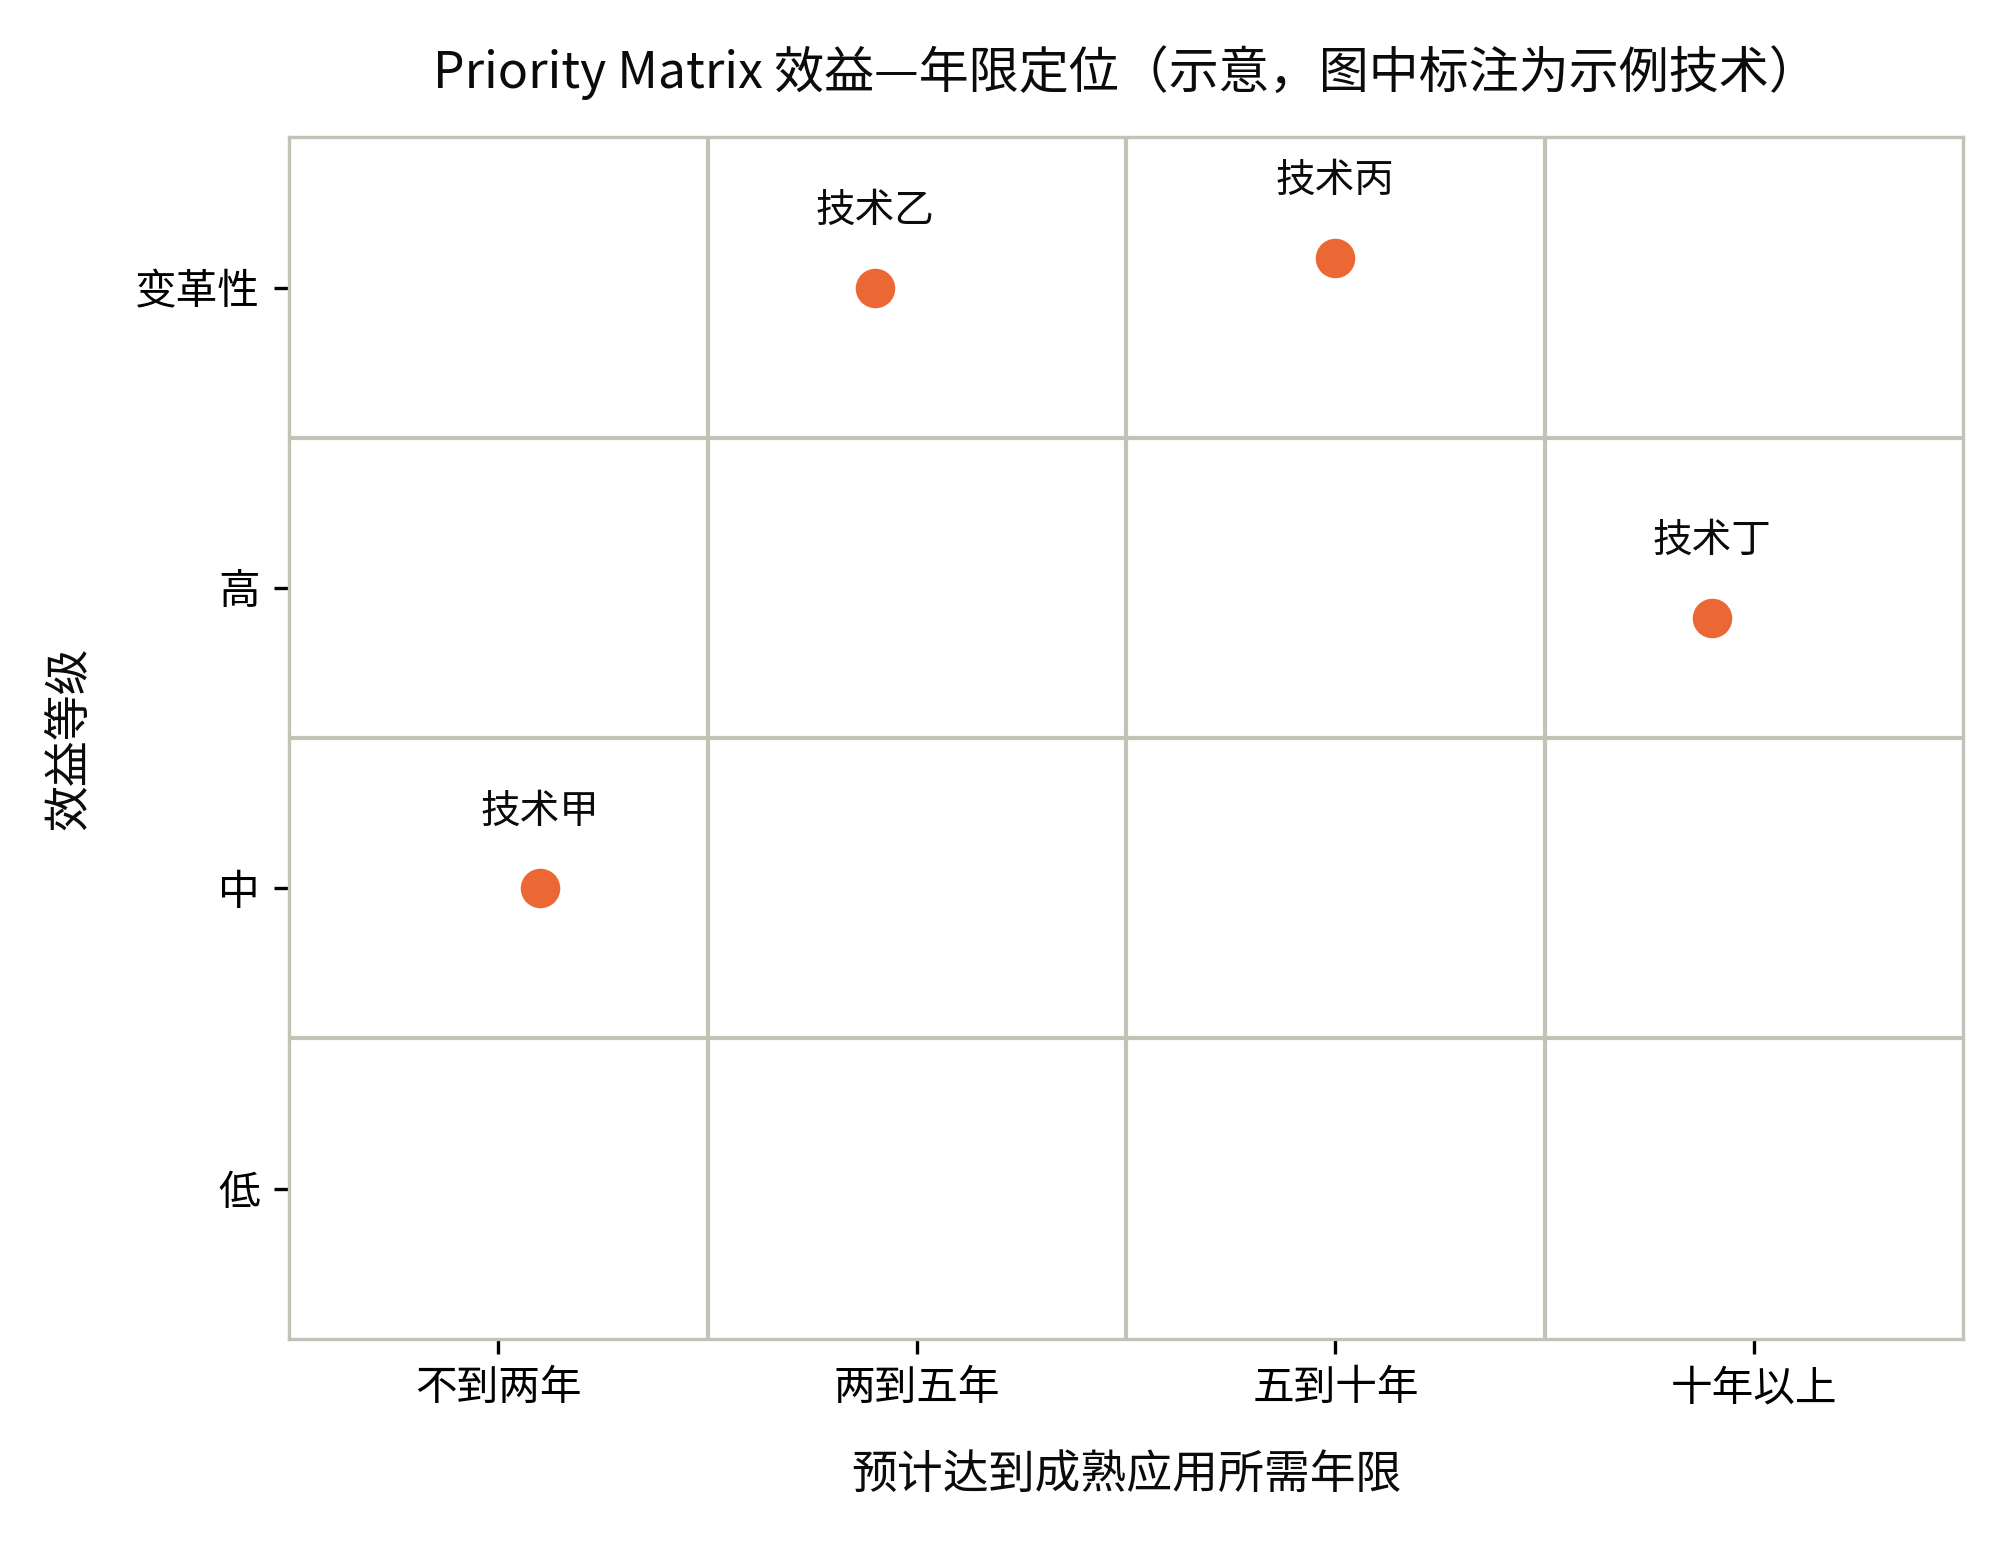 Priority Matrix 效益—年限定位（示意，图中标注为示例技术）
技术丙
技术乙
变革性
技术丁
高
效益等级
技术甲
中
低
不到两年
两到五年
五到十年
十年以上
预计达到成熟应用所需年限